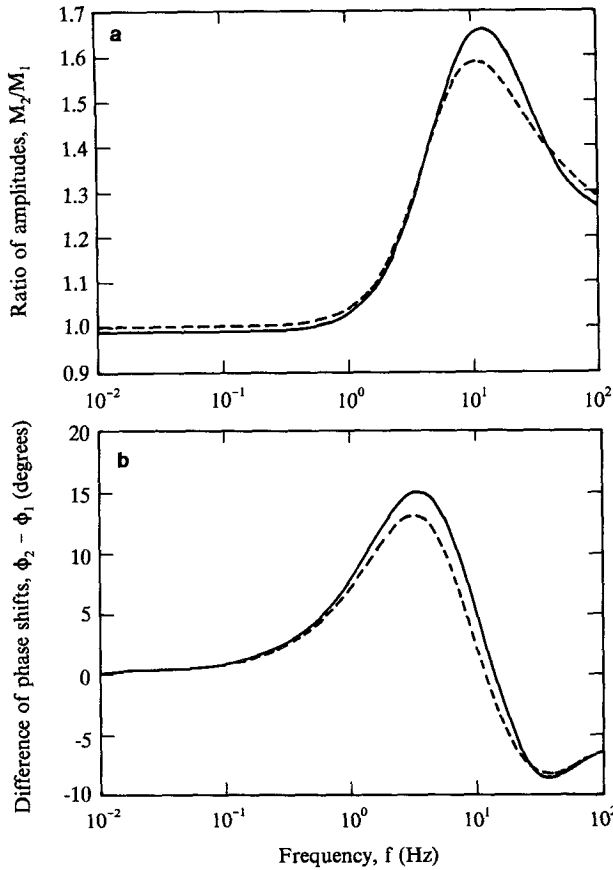 a
Ratio of amplitudes, M₂/M₁
1.7
1.6
1.5
1.4
1.3
1.2
1.1
1.0
0.9
10⁻² 10⁻¹ 10⁰ 10¹ 10²
b
Difference of phase shifts, Φ₂ − Φ₁ (degrees)
20
15
10
5
0
-5
-10
10⁻² 10⁻¹ 10⁰ 10¹ 10²
Frequency, f (Hz)